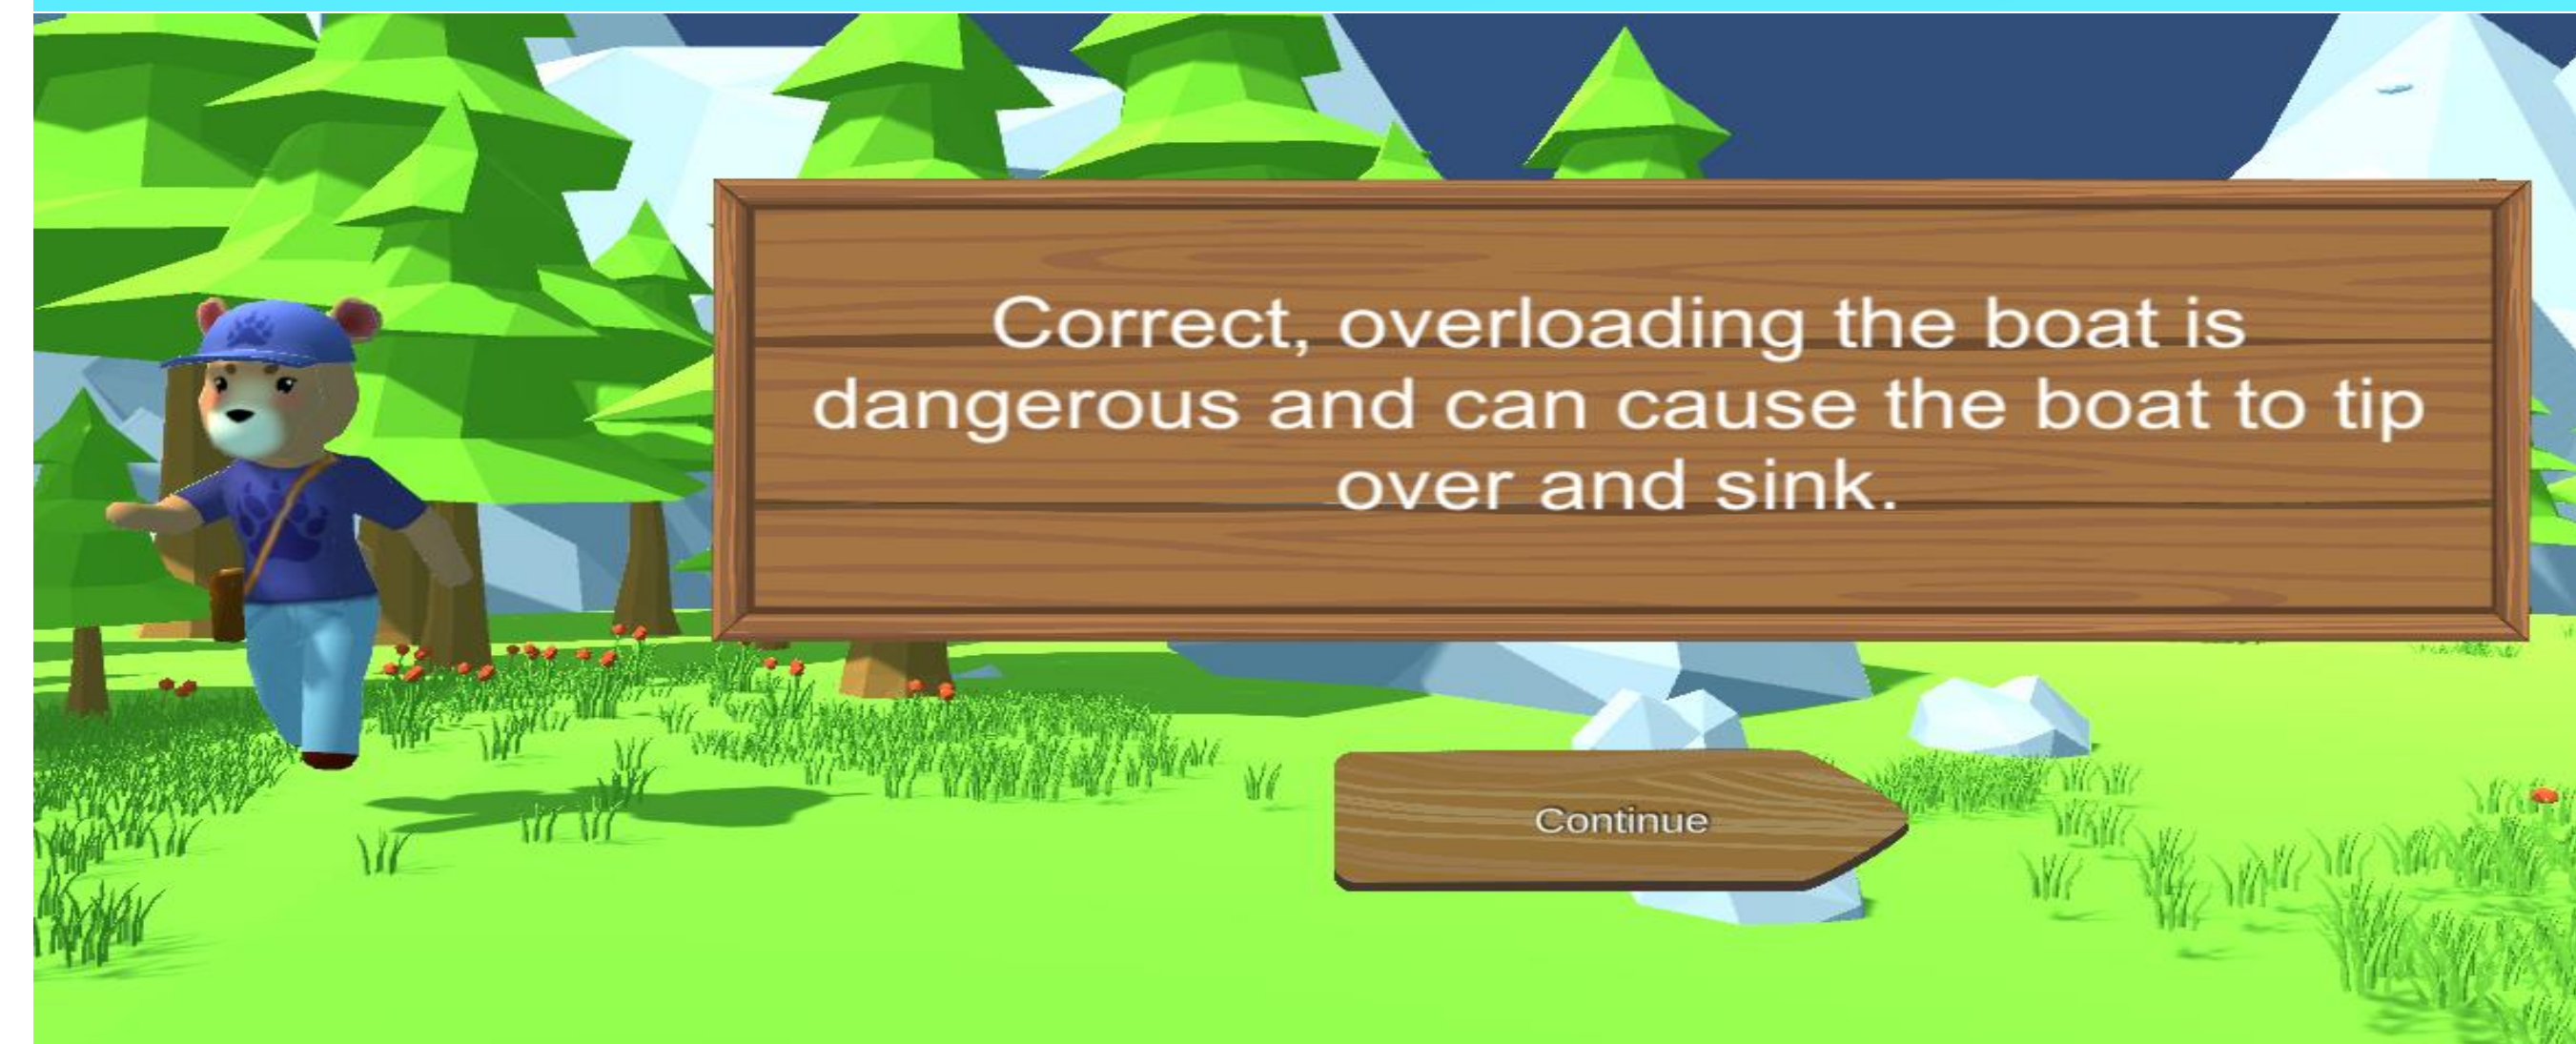 Correct, overloading the boat is
dangerous and can cause the boat to tip
over and sink.
Continue